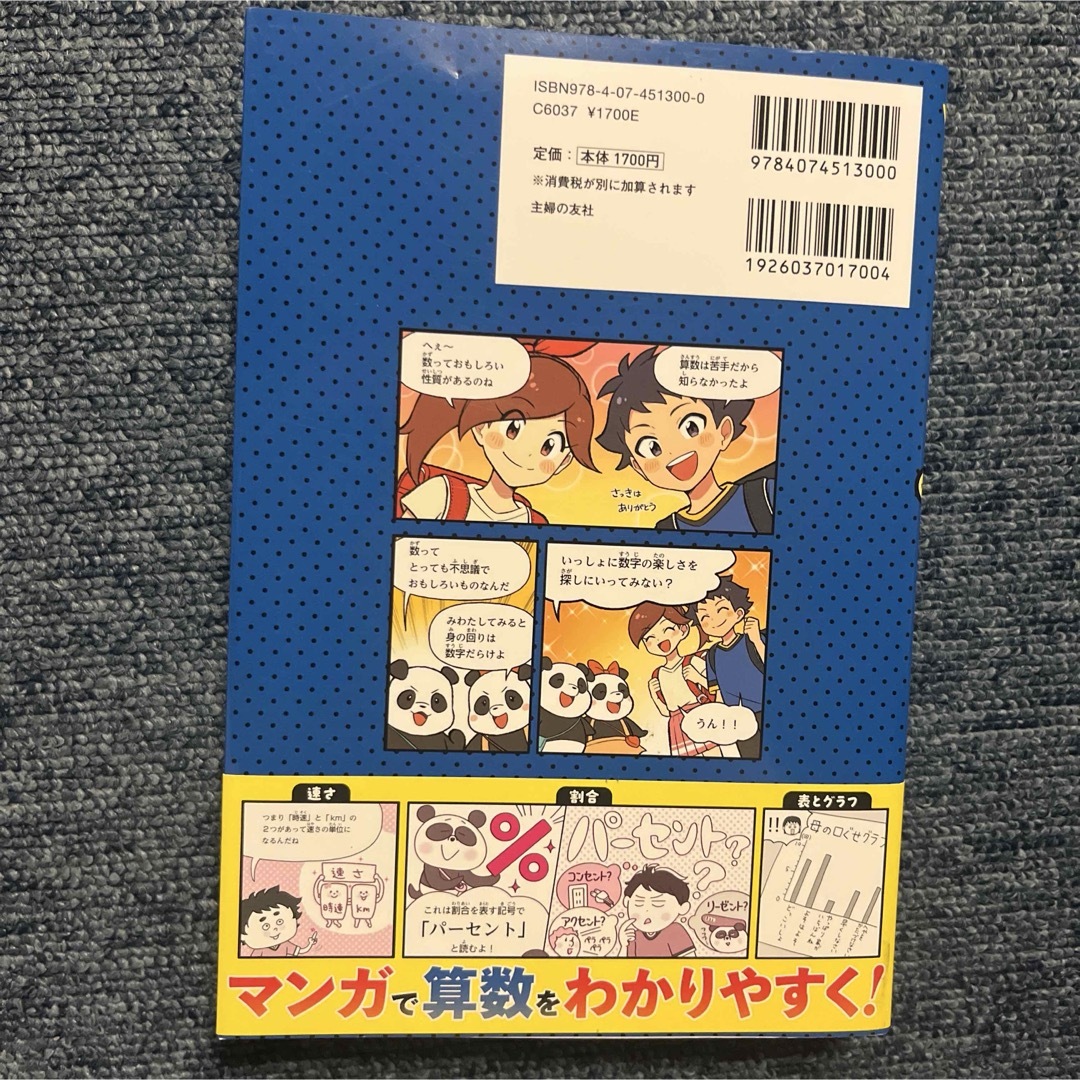 ISBN978-4-07-451300-0
C6037 ¥1700E
定価：本体 1700円
※消費税が別に加算されます
主婦の友社
9784074513000
1926037017004
へぇ〜
数っておもしろい
性質があるのね
算数は苦手だから
知らなかったよ
さっきは
ありがとう
数って
とっても不思議で
おもしろいものなんだ
みわたしてみると
身の回りは
数字だらけよ
いっしょに数字の楽しさを
探しにいってみない？
うん！！
速さ
つまり「時速」と「km」の
2つがあって速さの単位に
なるんだね
速さ
時速
km
割合
%
これは割合を表す記号で
「パーセント」
と読むよ！
パーセント？
コンセント？
アクセント？
ペラペラ
ペラペラ
リーゼント？
表とグラフ
!!
母の口ぐせグラフ
マンガで算数をわかりやすく！